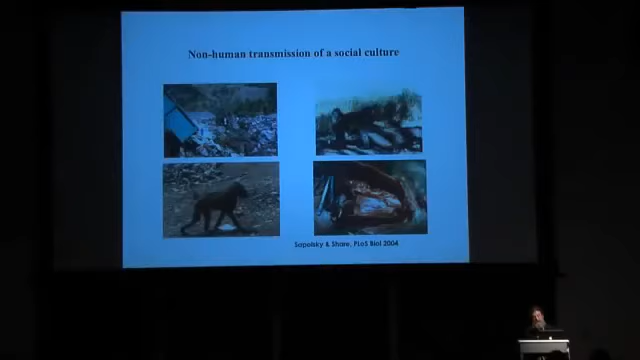 Non-human transmission of a social culture
Sapolsky & Share, PLoS Biol 2004